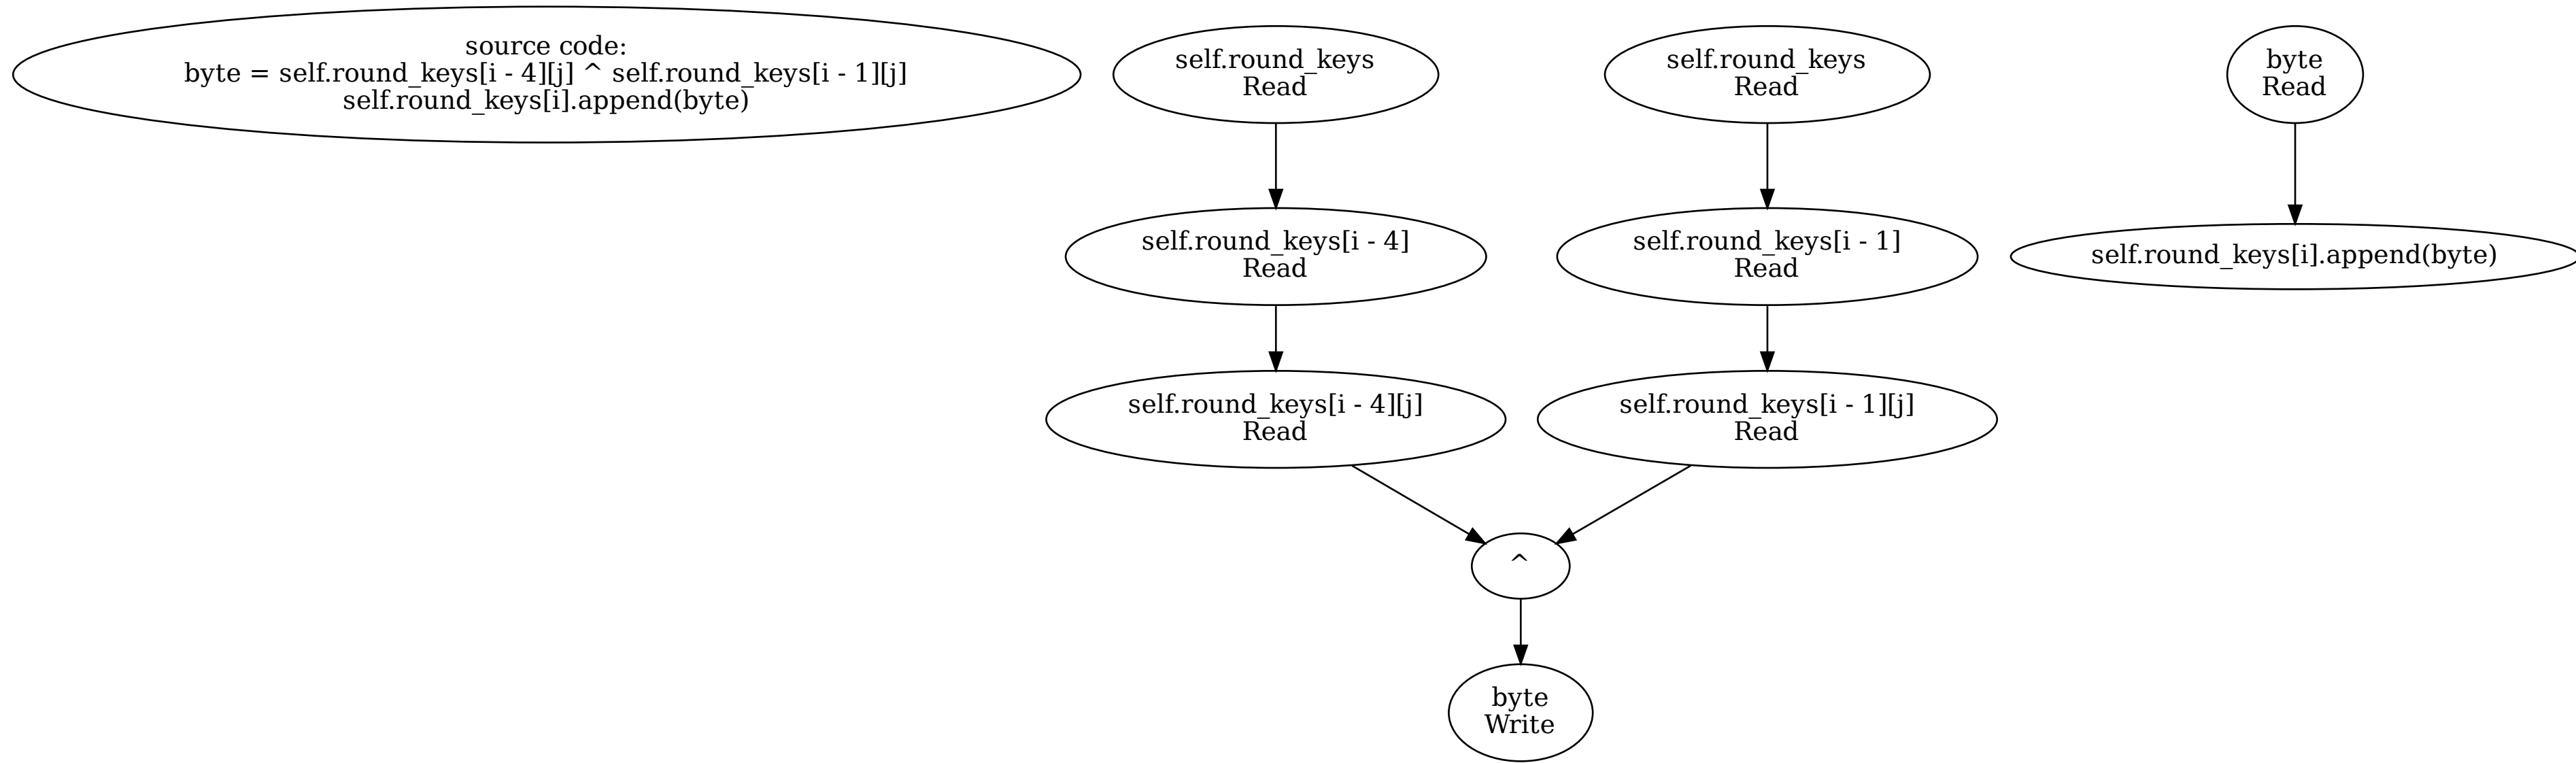 source code:
byte = self.round_keys[i - 4][j] ^ self.round_keys[i - 1][j]
self.round_keys[i].append(byte)
self.round_keys
Read
self.round_keys
Read
byte
Read
self.round_keys[i - 4]
Read
self.round_keys[i - 1]
Read
self.round_keys[i].append(byte)
self.round_keys[i - 4][j]
Read
self.round_keys[i - 1][j]
Read
^
byte
Write